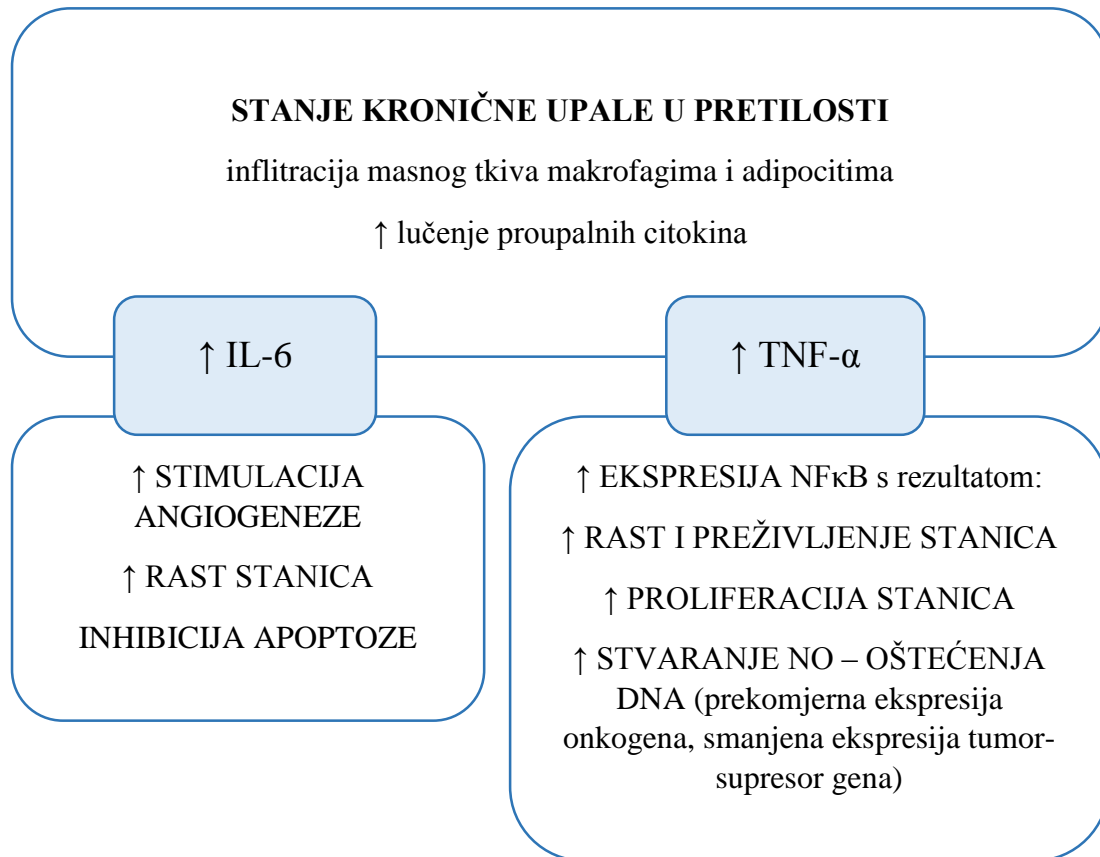 STANJE KRONIČNE UPALE U PRETILOSTI
inflitracija masnog tkiva makrofagima i adipocitima
↑ lučenje proupalnih citokina
↑ IL-6
↑ STIMULACIJA
ANGIOGENEZE
↑ RAST STANICA
INHIBICIJA APOPTOZE
↑ TNF-α
↑ EKSPRESIJA NFκB s rezultatom:
↑ RAST I PREŽIVLJENJE STANICA
↑ PROLIFERACIJA STANICA
↑ STVARANJE NO – OŠTEĆENJA
DNA (prekomjerna ekspresija
onkogena, smanjena ekspresija tumor-
supresor gena)